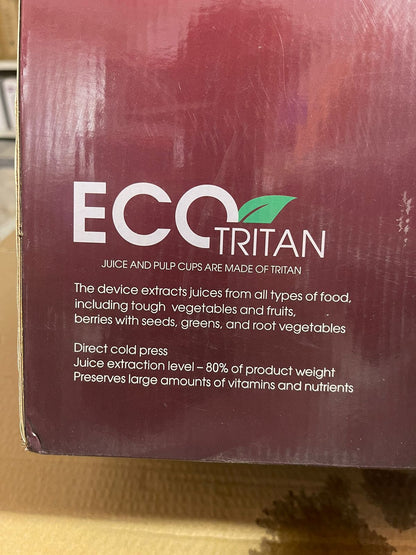 ECO
TRITAN
JUICE AND PULP CUPS ARE MADE OF TRITAN
The device extracts juices from all types of food,
including tough vegetables and fruits,
berries with seeds, greens, and root vegetables
Direct cold press
Juice extraction level – 80% of product weight
Preserves large amounts of vitamins and nutrients